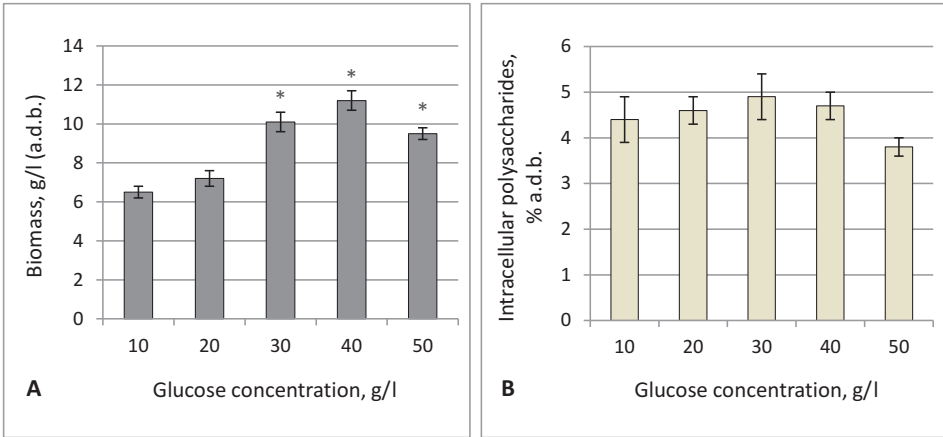 Biomass, g/l (a.d.b.)
14
12
10
8
6
4
2
0
*
*
*
10 20 30 40 50
A Glucose concentration, g/l
Intracellular polysaccharides,
% a.d.b.
6
5
4
3
2
1
0
10 20 30 40 50
B Glucose concentration, g/l